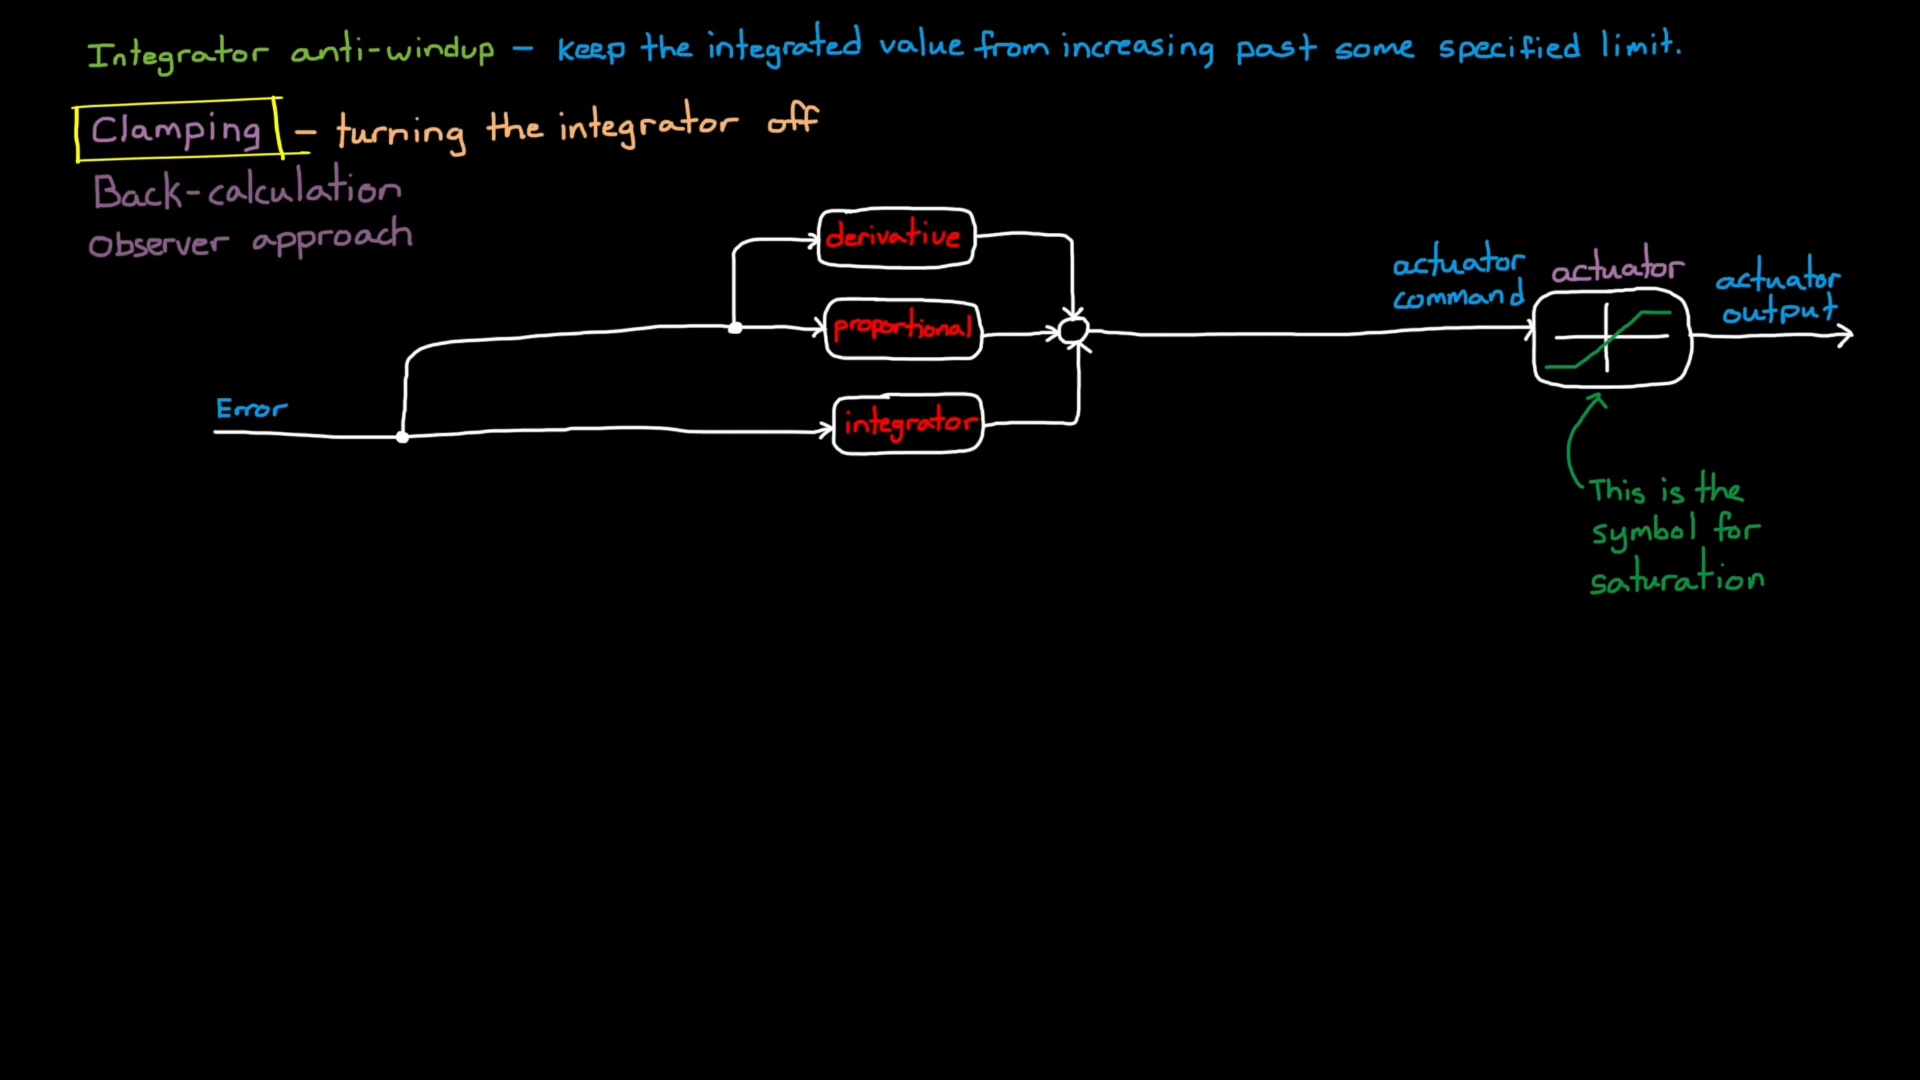 Integrator anti-windup – keep the integrated value from increasing past some specified limit.
Clamping – turning the integrator off
Back-calculation
Observer approach
derivative
proportional
integrator
Error
actuator
command
actuator
actuator
output
This is the
symbol for
saturation